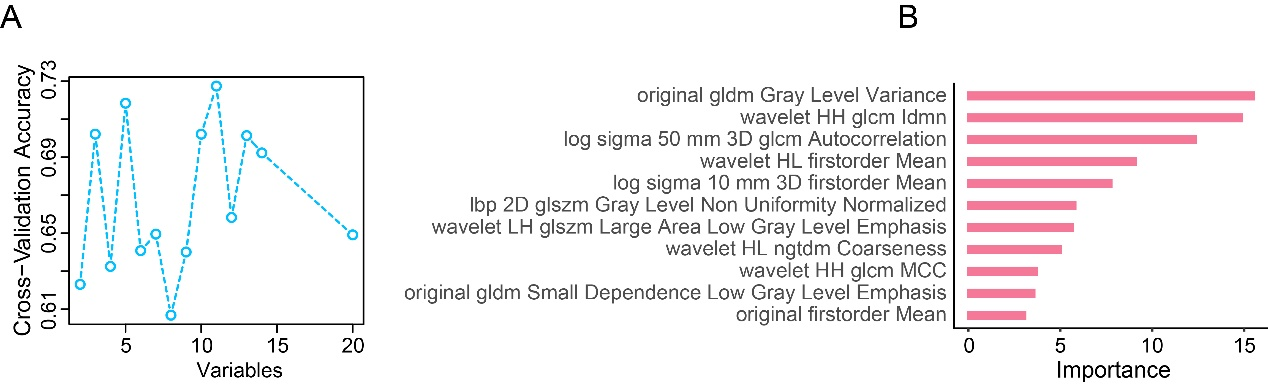 A
B
Cross-Validation Accuracy
0.73
0.69
0.65
0.61
5 10 15 20
Variables
original gldm Gray Level Variance
wavelet HH glcm Idmn
log sigma 50 mm 3D glcm Autocorrelation
wavelet HL firstorder Mean
log sigma 10 mm 3D firstorder Mean
lbp 2D glszm Gray Level Non Uniformity Normalized
wavelet LH glszm Large Area Low Gray Level Emphasis
wavelet HL ngtdm Coarseness
wavelet HH glcm MCC
original gldm Small Dependence Low Gray Level Emphasis
original firstorder Mean
0 5 10 15
Importance